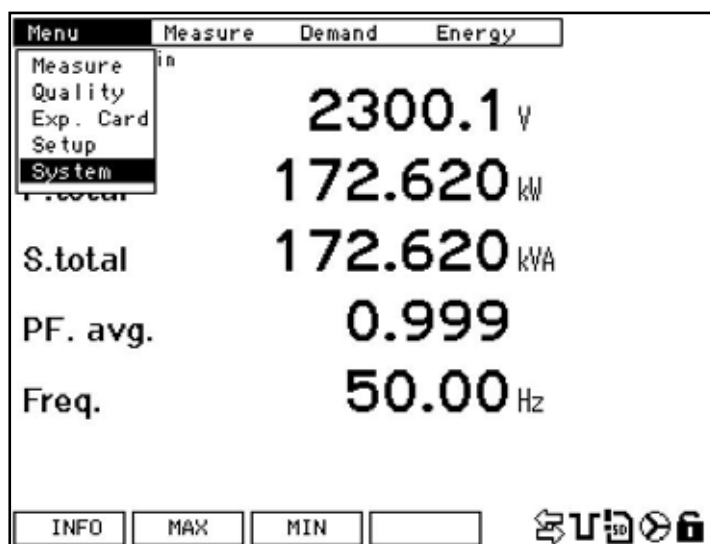 Menu Measure Demand Energy
Measure
Quality
Exp. Card
Setup
System
2300.1 V
172.620 kW
S.total 172.620 kVA
PF. avg. 0.999
Freq. 50.00 Hz
INFO MAX MIN
SD